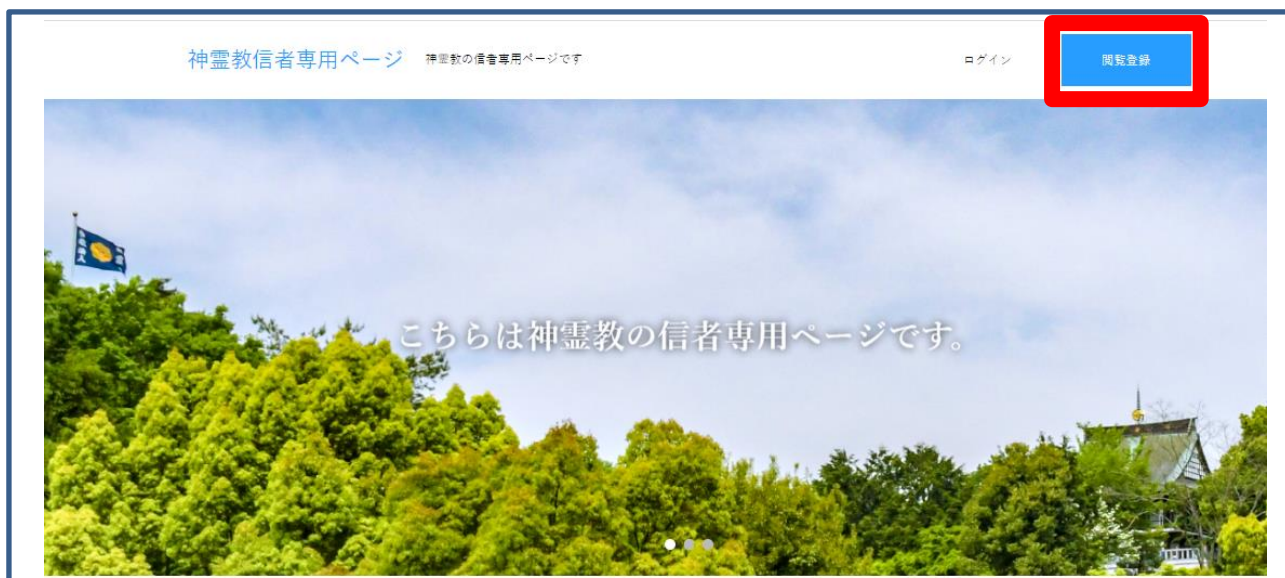 神霊教信者専用ページ
神霊教の信者専用ページです
ログイン
閲覧登録
こちらは神霊教の信者専用ページです。